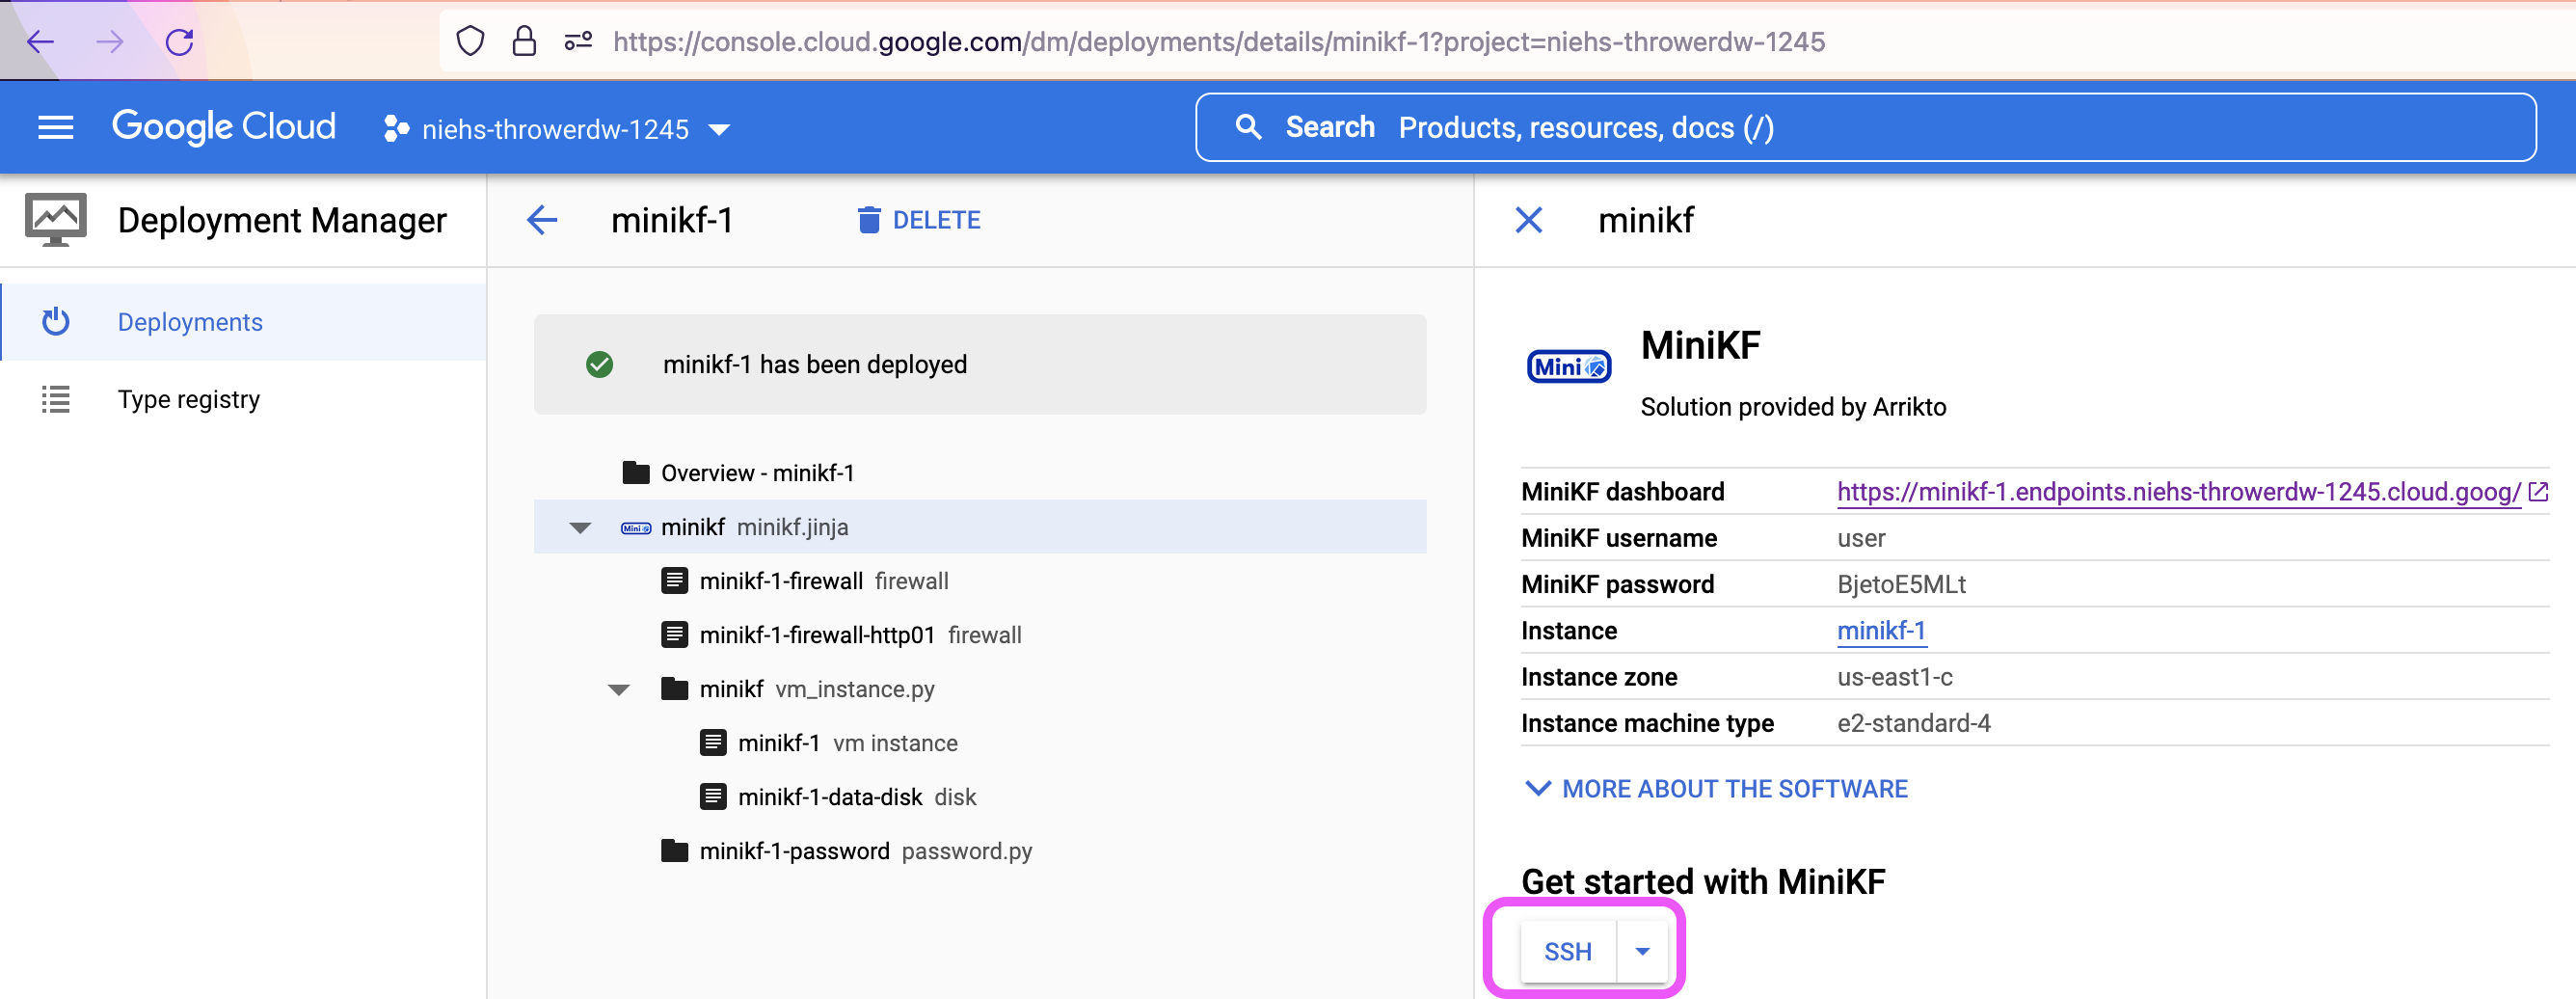 https://console.cloud.google.com/dm/deployments/details/minikf-1?project=niehs-throwerdw-1245
Google Cloud
niehs-throwerdw-1245
Search Products, resources, docs (/)
Deployment Manager
Deployments
Type registry
minikf-1
DELETE
minikf-1 has been deployed
Overview - minikf-1
Mini minikf minikf.jinja
minikf-1-firewall firewall
minikf-1-firewall-http01 firewall
minikf vm_instance.py
minikf-1 vm instance
minikf-1-data-disk disk
minikf-1-password password.py
minikf
Mini
MiniKF
Solution provided by Arrikto
MiniKF dashboard https://minikf-1.endpoints.niehs-throwerdw-1245.cloud.goog/
MiniKF username user
MiniKF password BjetoE5MLt
Instance minikf-1
Instance zone us-east1-c
Instance machine type e2-standard-4
MORE ABOUT THE SOFTWARE
Get started with MiniKF
SSH